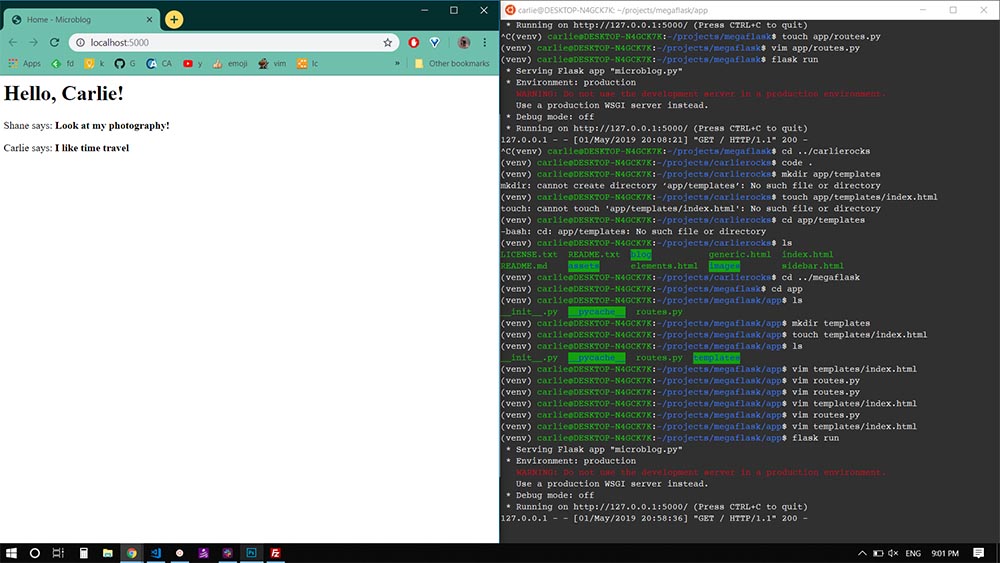 Home - Microblog
localhost:5000
Apps fd k G CA y emoji vim Ic » Other bookmarks
Hello, Carlie!
Shane says: Look at my photography!
Carlie says: I like time travel
carlie@DESKTOP-N4GCK7K: ~/projects/megaflask/app
* Running on http://127.0.0.1:5000/ (Press CTRL+C to quit)
^C(venv) carlie@DESKTOP-N4GCK7K:~/projects/megaflask$ touch app/routes.py
(venv) carlie@DESKTOP-N4GCK7K:~/projects/megaflask$ vim app/routes.py
(venv) carlie@DESKTOP-N4GCK7K:~/projects/megaflask$ flask run
* Serving Flask app "microblog.py"
* Environment: production
WARNING: Do not use the development server in a production environment.
Use a production WSGI server instead.
* Debug mode: off
* Running on http://127.0.0.1:5000/ (Press CTRL+C to quit)
127.0.0.1 - - [01/May/2019 20:08:21] "GET / HTTP/1.1" 200 -
^C(venv) carlie@DESKTOP-N4GCK7K:~/projects/megaflask$ cd ../carlierocks
(venv) carlie@DESKTOP-N4GCK7K:~/projects/carlierocks$ code .
(venv) carlie@DESKTOP-N4GCK7K:~/projects/carlierocks$ mkdir app/templates
mkdir: cannot create directory ‘app/templates’: No such file or directory
(venv) carlie@DESKTOP-N4GCK7K:~/projects/carlierocks$ touch app/templates/index.html
touch: cannot touch 'app/templates/index.html': No such file or directory
(venv) carlie@DESKTOP-N4GCK7K:~/projects/carlierocks$ cd app/templates
-bash: cd: app/templates: No such file or directory
(venv) carlie@DESKTOP-N4GCK7K:~/projects/carlierocks$ ls
LICENSE.txt README.txt blog generic.html index.html
README.md assets elements.html images sidebar.html
(venv) carlie@DESKTOP-N4GCK7K:~/projects/carlierocks$ cd ../megaflask
(venv) carlie@DESKTOP-N4GCK7K:~/projects/megaflask$ cd app
(venv) carlie@DESKTOP-N4GCK7K:~/projects/megaflask/app$ ls
__init__.py __pycache__ routes.py
(venv) carlie@DESKTOP-N4GCK7K:~/projects/megaflask/app$ mkdir templates
(venv) carlie@DESKTOP-N4GCK7K:~/projects/megaflask/app$ touch templates/index.html
(venv) carlie@DESKTOP-N4GCK7K:~/projects/megaflask/app$ ls
__init__.py __pycache__ routes.py templates
(venv) carlie@DESKTOP-N4GCK7K:~/projects/megaflask/app$ vim templates/index.html
(venv) carlie@DESKTOP-N4GCK7K:~/projects/megaflask/app$ vim routes.py
(venv) carlie@DESKTOP-N4GCK7K:~/projects/megaflask/app$ vim routes.py
(venv) carlie@DESKTOP-N4GCK7K:~/projects/megaflask/app$ vim templates/index.html
(venv) carlie@DESKTOP-N4GCK7K:~/projects/megaflask/app$ vim routes.py
(venv) carlie@DESKTOP-N4GCK7K:~/projects/megaflask/app$ vim templates/index.html
(venv) carlie@DESKTOP-N4GCK7K:~/projects/megaflask/app$ flask run
* Serving Flask app "microblog.py"
* Environment: production
WARNING: Do not use the development server in a production environment.
Use a production WSGI server instead.
* Debug mode: off
* Running on http://127.0.0.1:5000/ (Press CTRL+C to quit)
127.0.0.1 - - [01/May/2019 20:58:36] "GET / HTTP/1.1" 200 -
ENG 9:01 PM